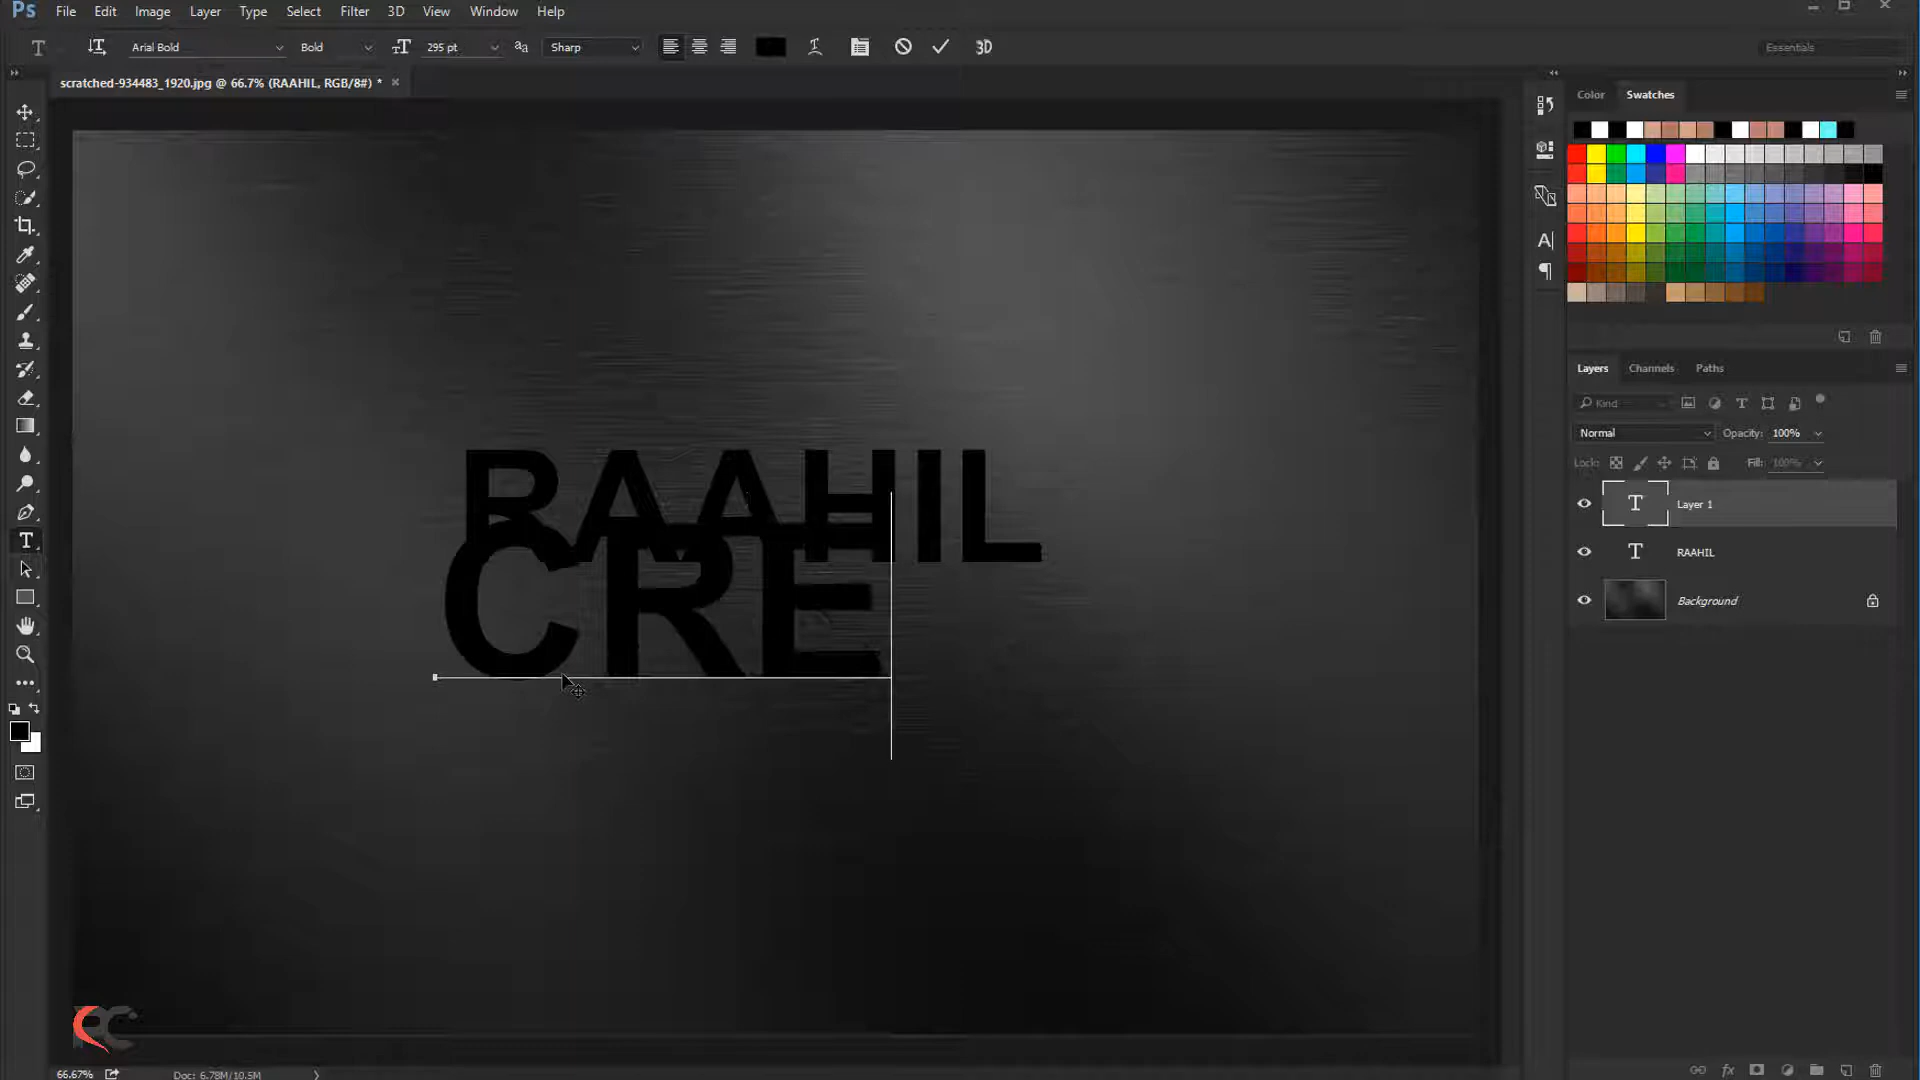 Ps File Edit Image Layer Type Select Filter 3D View Window Help
T Arial Bold Bold 295 pt aa Sharp 3D Essentials
scratched-934483_1920.jpg @ 66.7% (RAAHIL, RGB/8#) * ×
Color Swatches
RAAHIL
CRE
Layers Channels Paths
Kind
Normal Opacity: 100%
Lock: Fill: 100%
T Layer 1
T RAAHIL
Background
66.67% Doc: 6.78M/10.5M